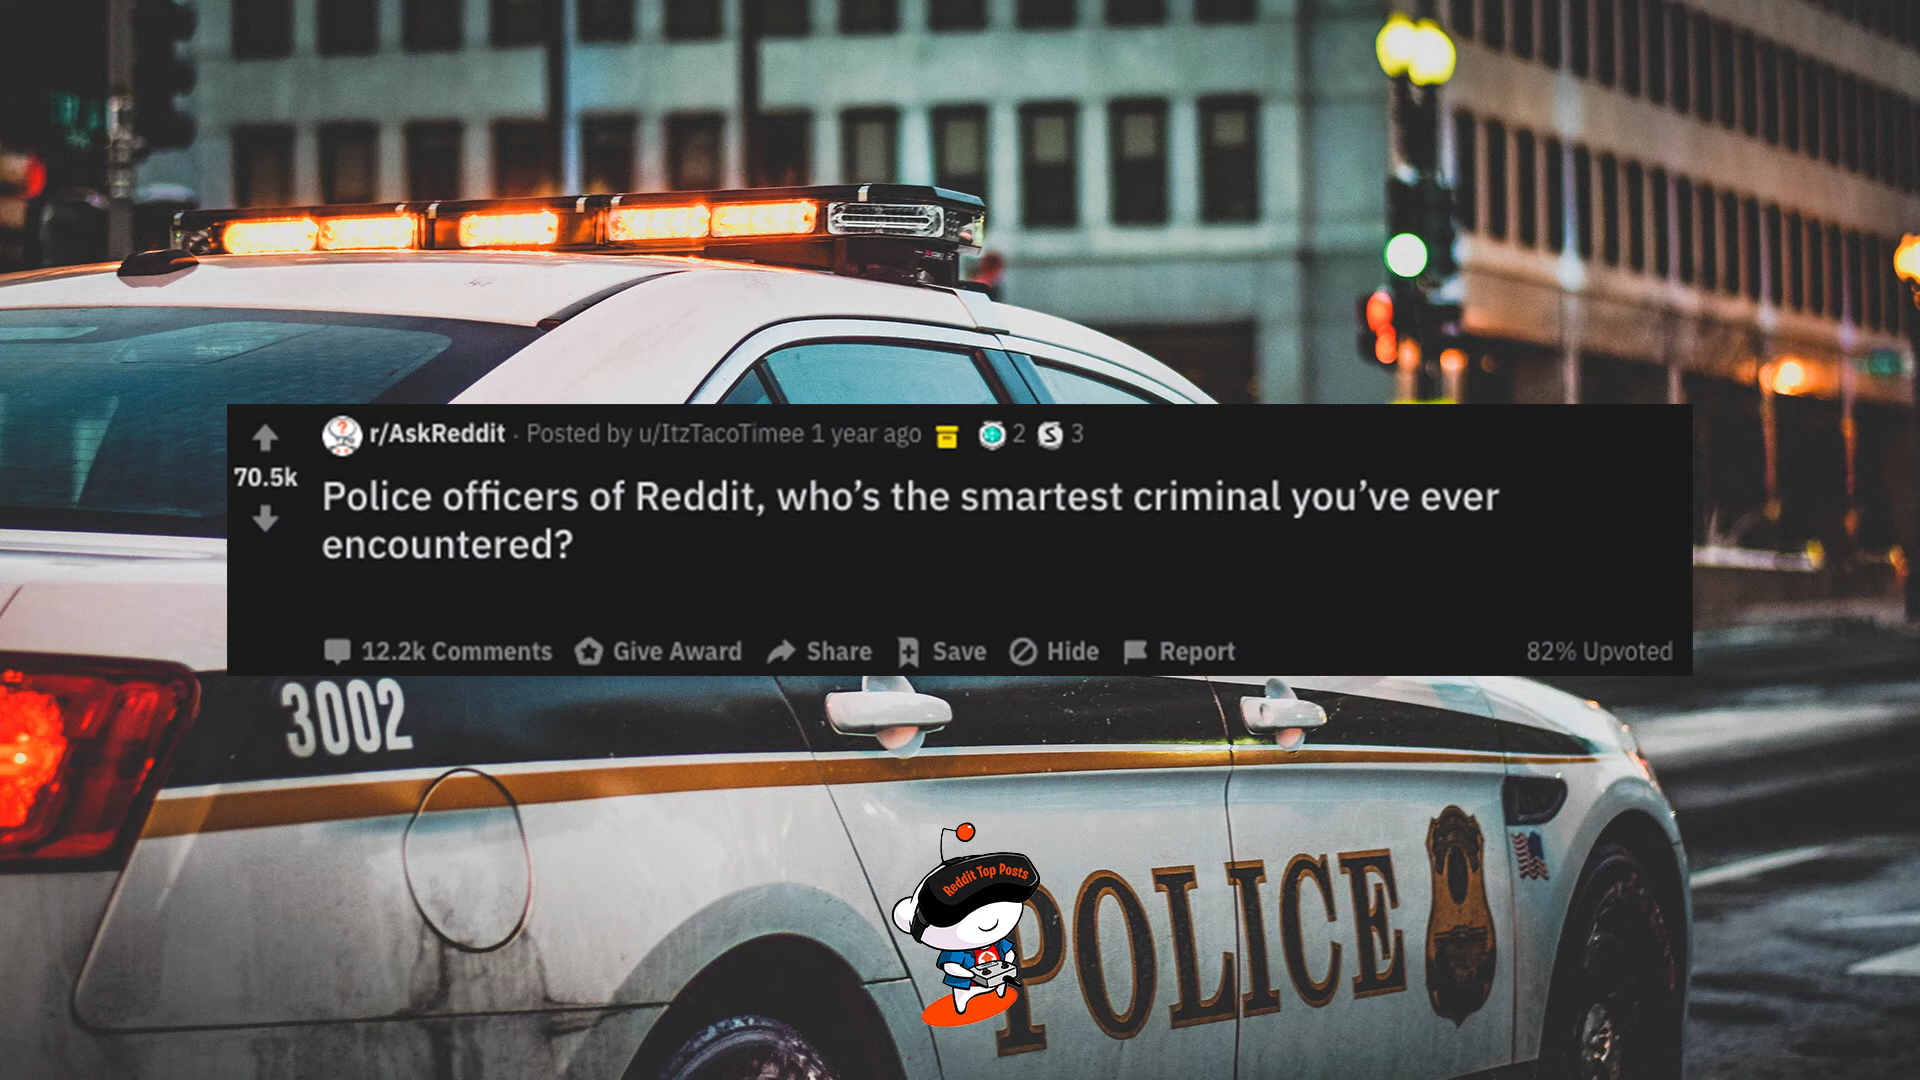 r/AskReddit · Posted by u/ItzTacoTimee 1 year ago 2 3
70.5k
Police officers of Reddit, who’s the smartest criminal you’ve ever
encountered?
12.2k Comments Give Award Share Save Hide Report 82% Upvoted
3002
Reddit Top Posts
POLICE